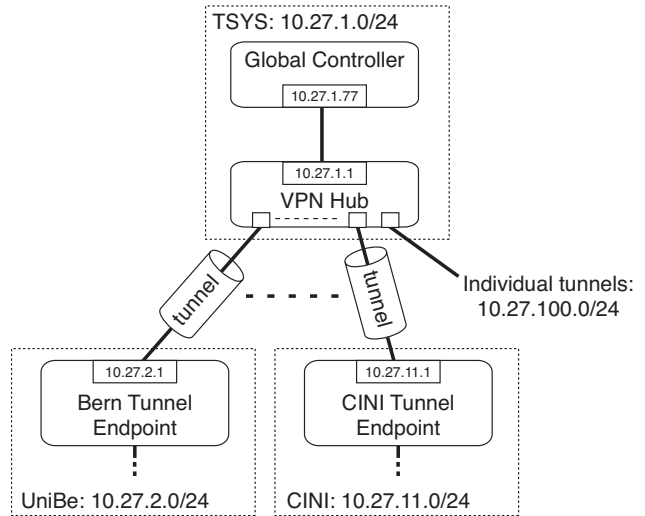 TSYS: 10.27.1.0/24
Global Controller
10.27.1.77
10.27.1.1
VPN Hub
tunnel
tunnel
Individual tunnels:
10.27.100.0/24
10.27.2.1
Bern Tunnel
Endpoint
10.27.11.1
CINI Tunnel
Endpoint
UniBe: 10.27.2.0/24
CINI: 10.27.11.0/24